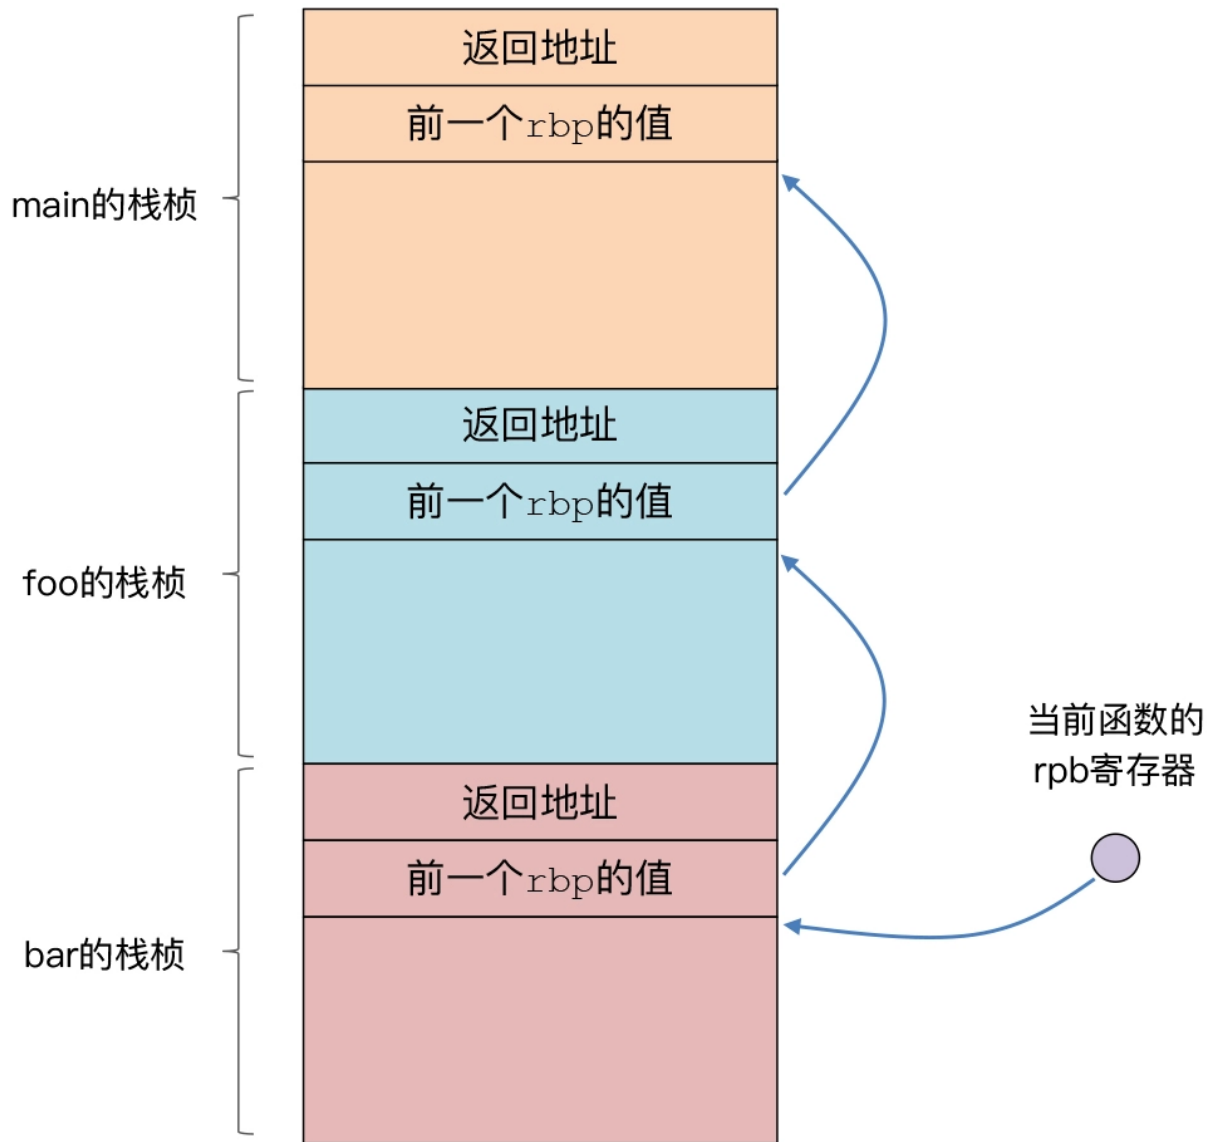 返回地址
前一个rbp的值
main的栈桢
返回地址
前一个rbp的值
foo的栈桢
当前函数的
rpb寄存器
返回地址
前一个rbp的值
bar的栈桢